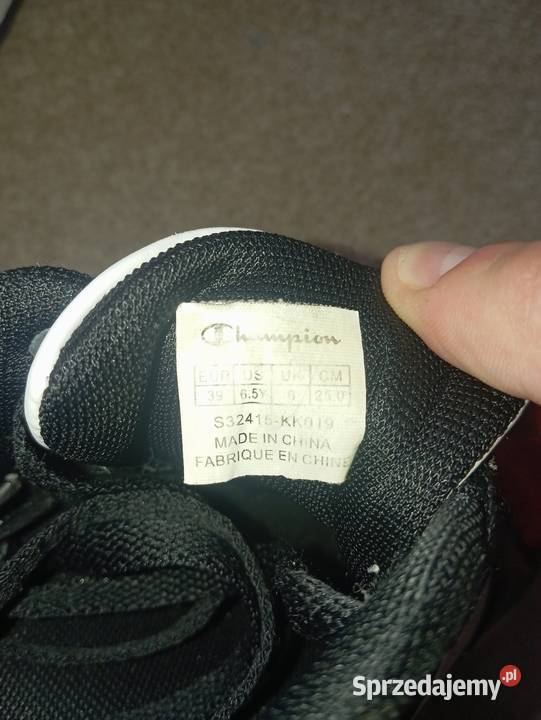 Champion
EUR US UK CM
39 6.5Y 6 25.0
S32415-KK019
MADE IN CHINA
FABRIQUE EN CHINE
Sprzedajemy.pl